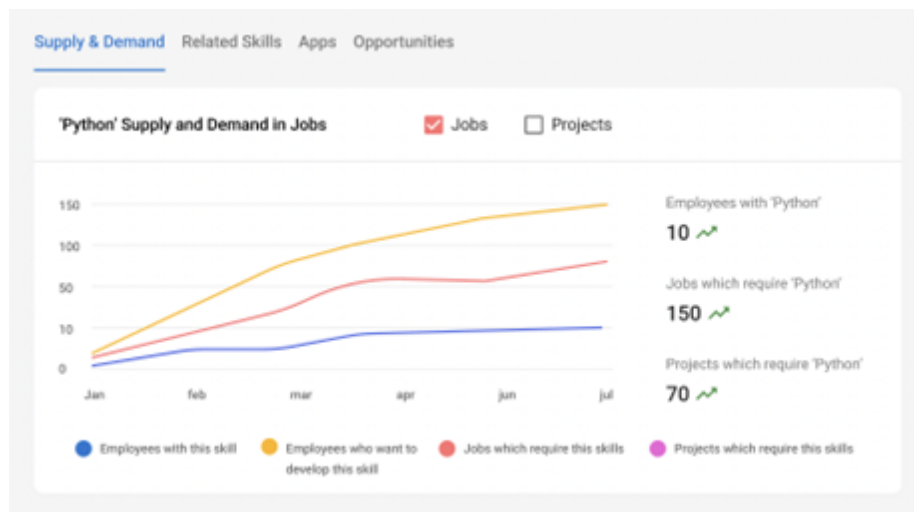 Supply & Demand Related Skills Apps Opportunities
'Python' Supply and Demand in Jobs Jobs Projects
150
100
50
10
0
Jan feb mar apr jun jul
Employees with 'Python'
10
Jobs which require 'Python'
150
Projects which require 'Python'
70
Employees with this skill
Employees who want to
develop this skill
Jobs which require this skills
Projects which require this skills